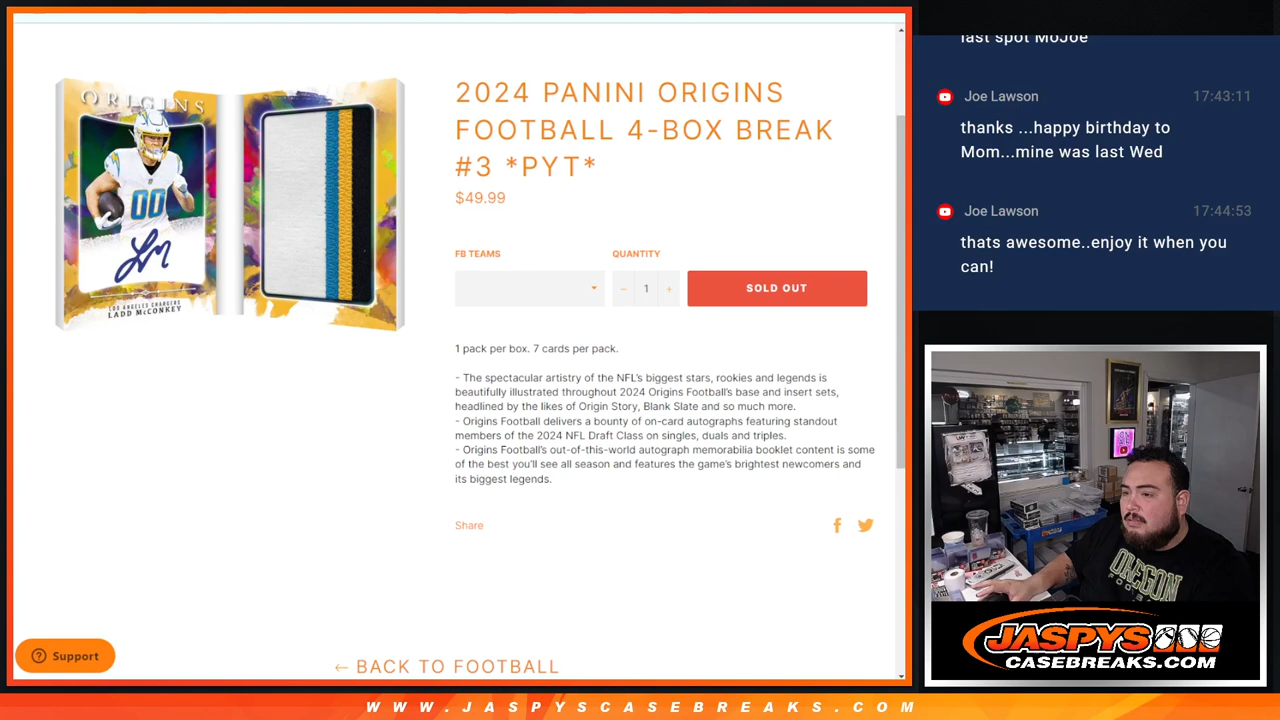 ORIGINS
00
LOS ANGELES CHARGERS
LADD McCONKEY
2024 PANINI ORIGINS
FOOTBALL 4-BOX BREAK
#3 *PYT*
$49.99
FB TEAMS
QUANTITY
− 1 +
SOLD OUT
1 pack per box. 7 cards per pack.
- The spectacular artistry of the NFL's biggest stars, rookies and legends is
beautifully illustrated throughout 2024 Origins Football's base and insert sets,
headlined by the likes of Origin Story, Blank Slate and so much more.
- Origins Football delivers a bounty of on-card autographs featuring standout
members of the 2024 NFL Draft Class on singles, duals and triples.
- Origins Football's out-of-this-world autograph memorabilia booklet content is some
of the best you'll see all season and features the game's brightest newcomers and
its biggest legends.
Share
Support
← BACK TO FOOTBALL
last spot MoJoe
Joe Lawson 17:43:11
thanks ...happy birthday to
Mom...mine was last Wed
Joe Lawson 17:44:53
thats awesome..enjoy it when you
can!
OREGON
JASPYS
CASEBREAKS.COM
WWW.JASPYSCASEBREAKS.COM